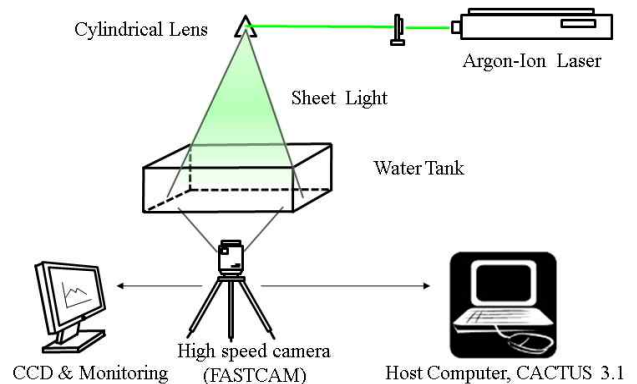 Cylindrical Lens
Argon-Ion Laser
Sheet Light
Water Tank
CCD & Monitoring
High speed camera
(FASTCAM)
Host Computer, CACTUS 3.1